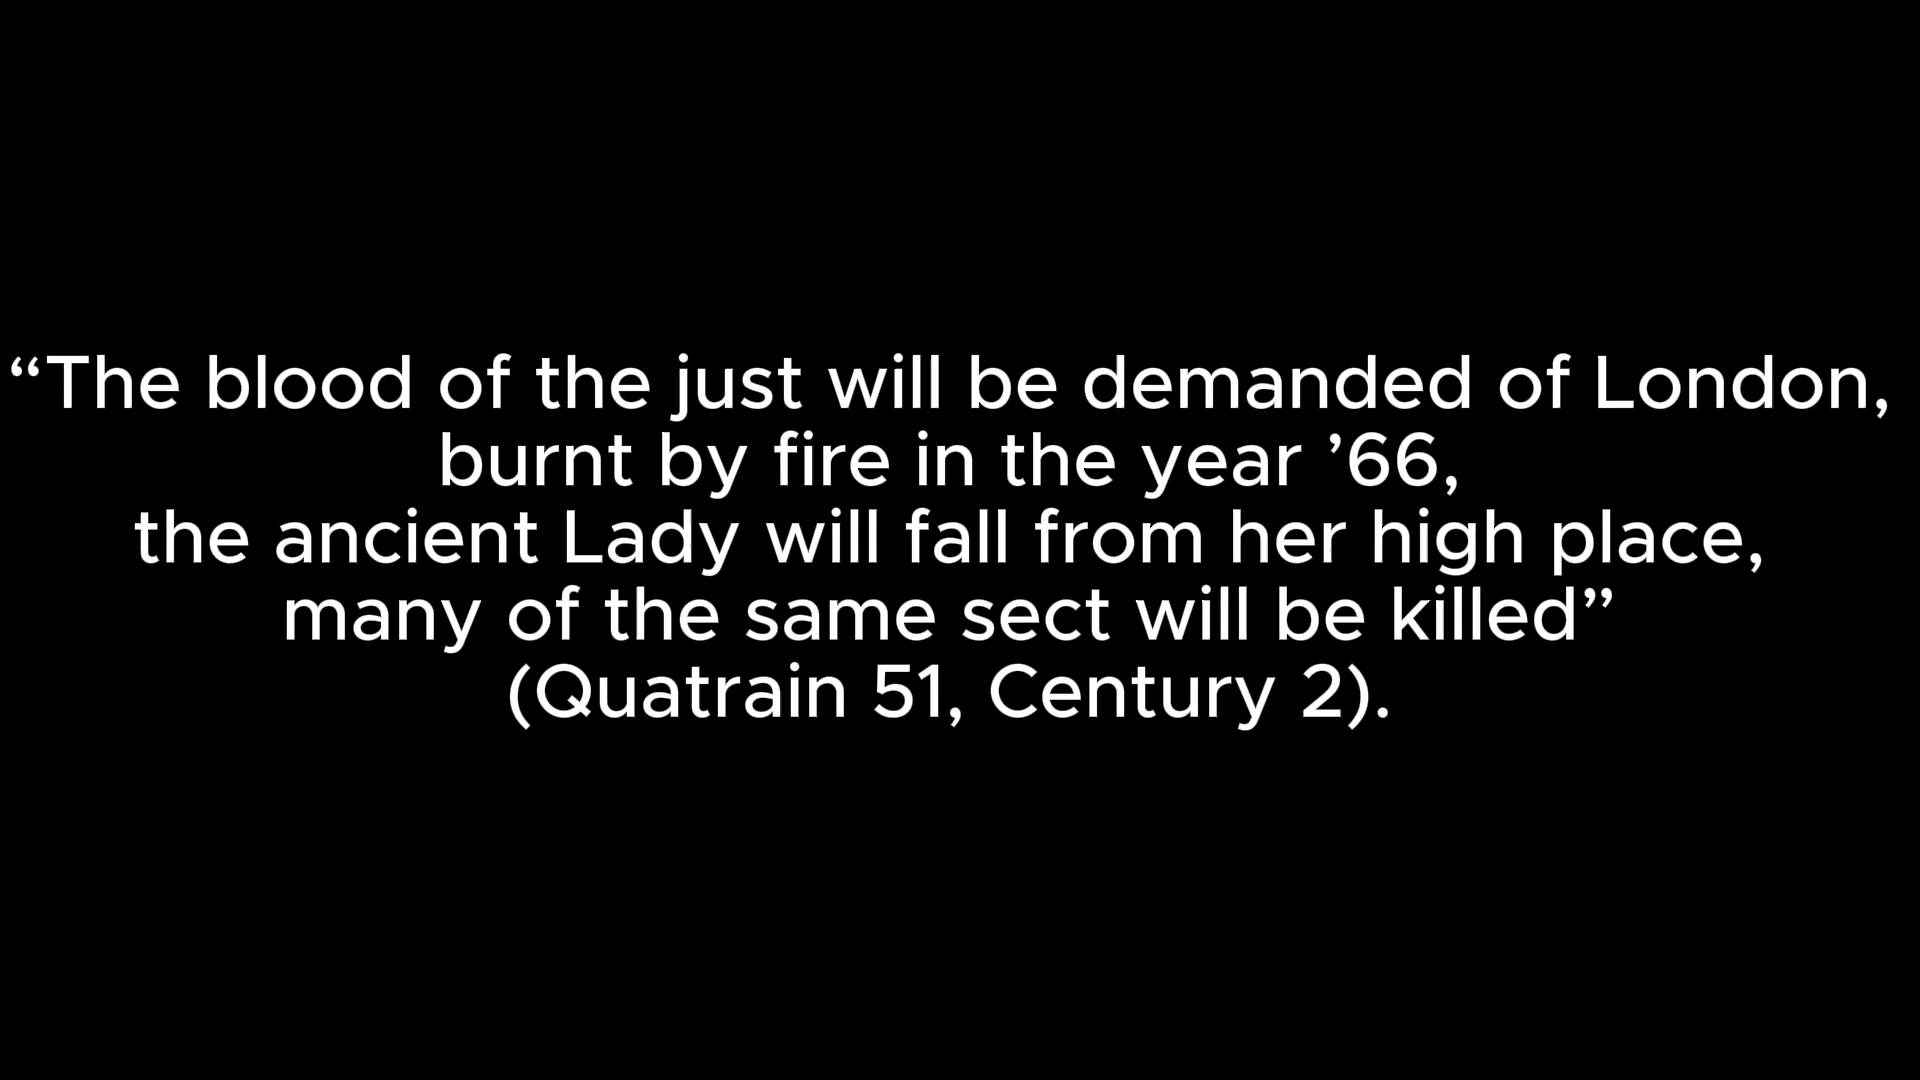 “The blood of the just will be demanded of London,
burnt by fire in the year ’66,
the ancient Lady will fall from her high place,
many of the same sect will be killed”
(Quatrain 51, Century 2).